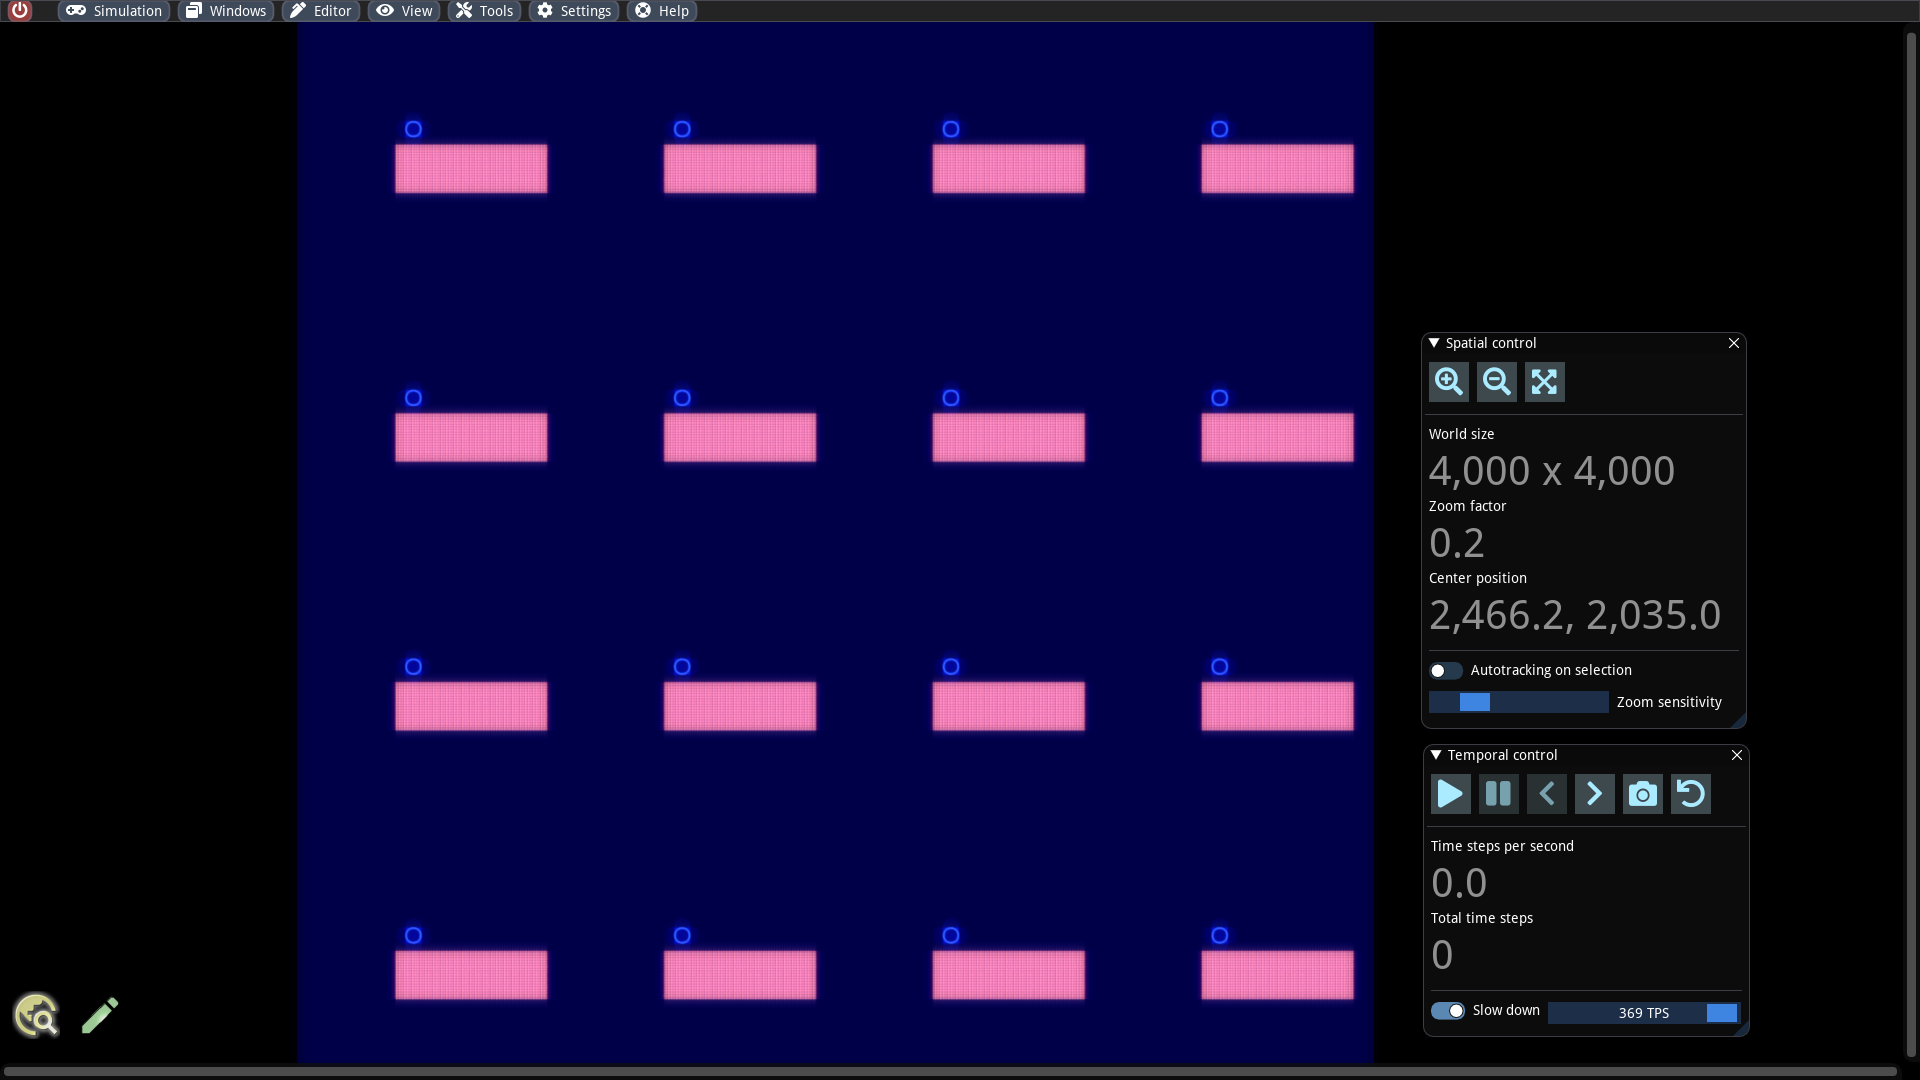 Simulation Windows Editor View Tools Settings Help
Spatial control
World size
4,000 x 4,000
Zoom factor
0.2
Center position
2,466.2, 2,035.0
Autotracking on selection
Zoom sensitivity
Temporal control
Time steps per second
0.0
Total time steps
0
Slow down 369 TPS